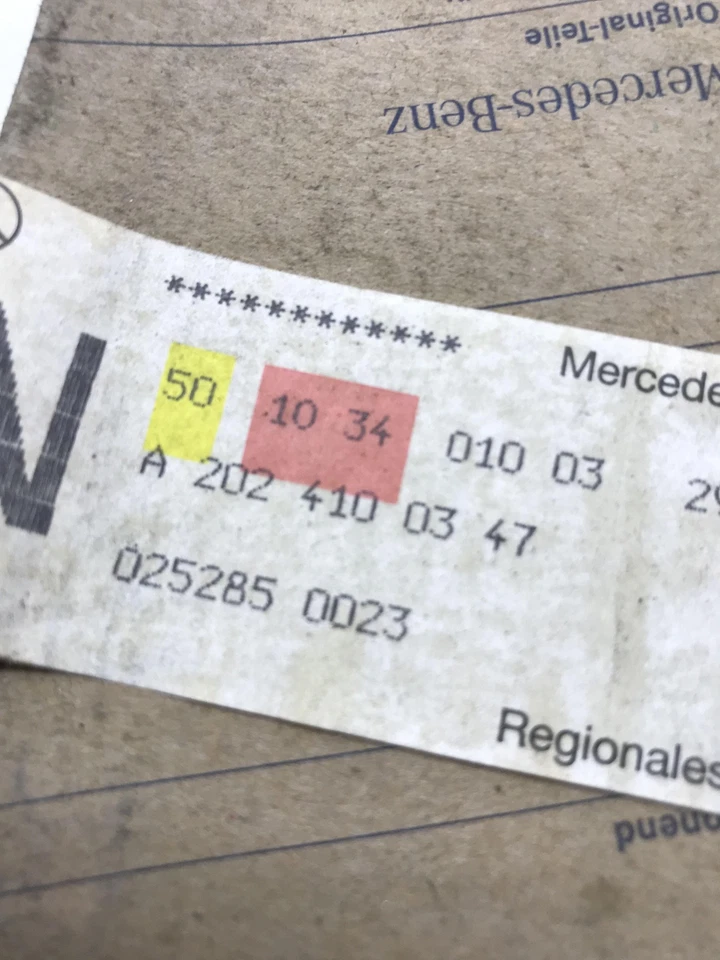 Original-Teile
Mercedes-Benz
************
Mercede
50 10 34 010 03
A 202 410 03 47
025285 0023
Regionales